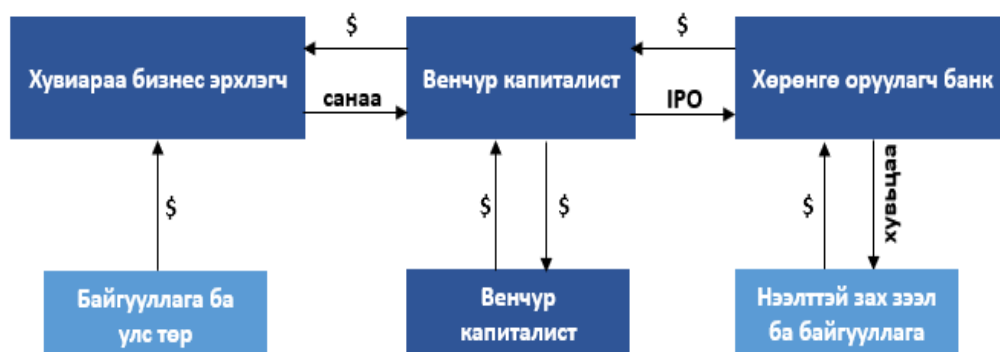 $
$
Хувиараа бизнес эрхлэгч
Венчур капиталист
Хөрөнгө оруулагч банк
санаа
IPO
$
$
$
$
хувьцаа
Байгууллага ба
улс төр
Венчур
капиталист
Нээлттэй зах зээл
ба байгууллага